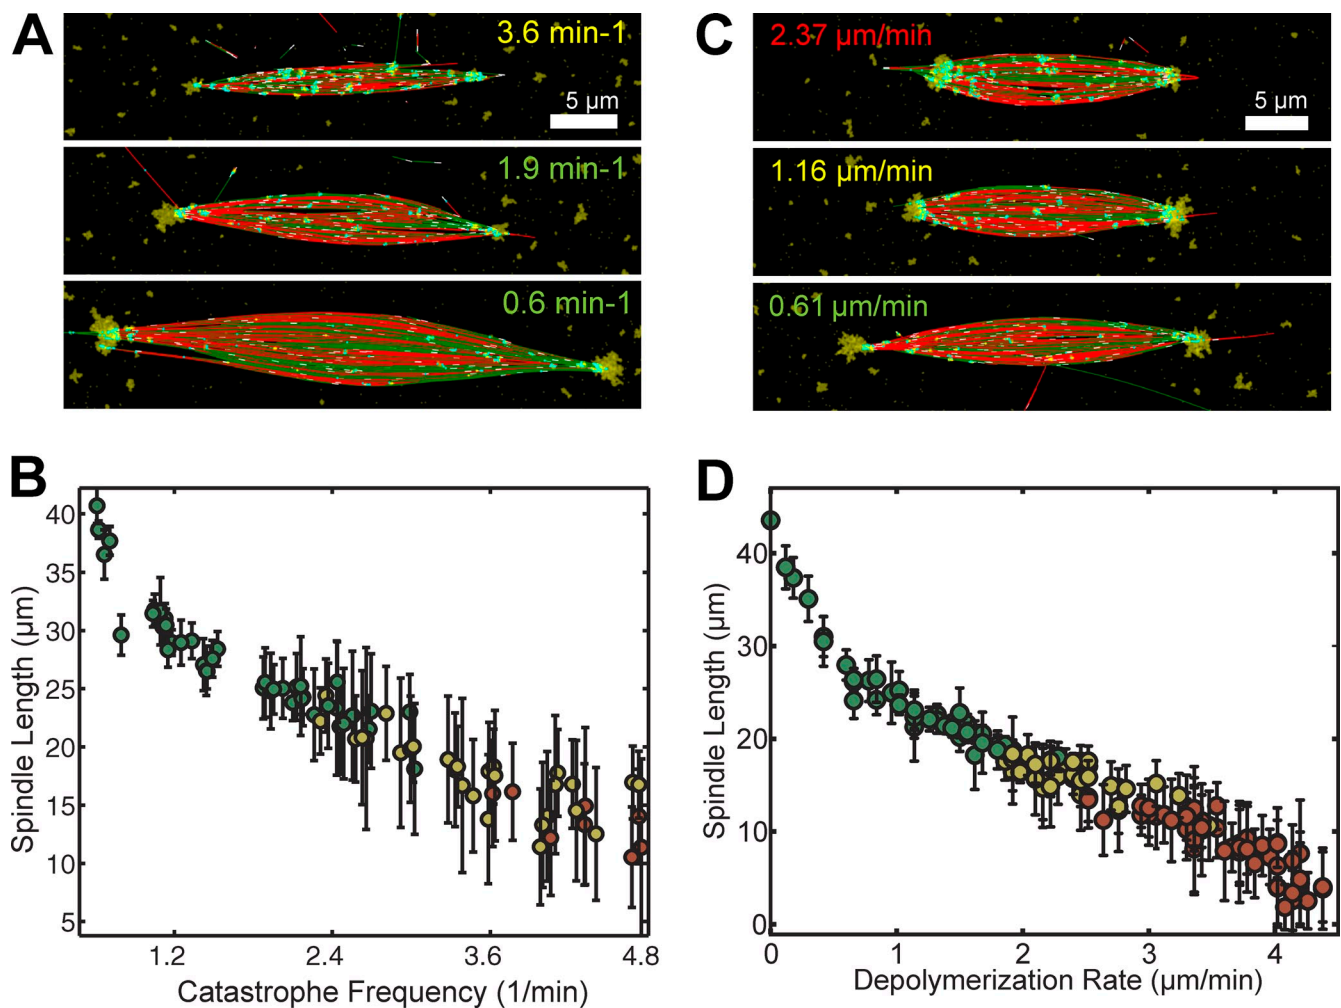 A
3.6 min-1
5 µm
1.9 min-1
0.6 min-1
C
2.37 µm/min
5 µm
1.16 µm/min
0.61 µm/min
B
40
35
30
25
20
15
10
5
Spindle Length (µm)
1.2
2.4
3.6
4.8
Catastrophe Frequency (1/min)
D
40
30
20
10
0
Spindle Length (µm)
0
1
2
3
4
Depolymerization Rate (µm/min)